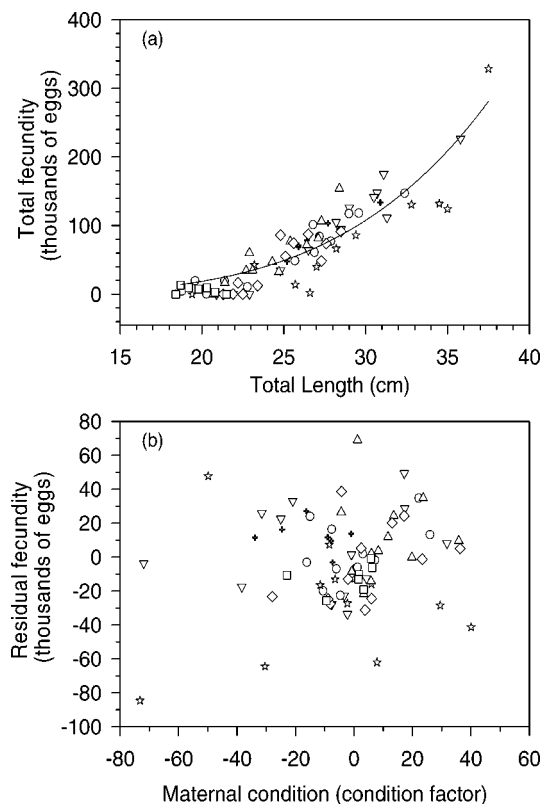 (a)
Total fecundity
(thousands of eggs)
400
300
200
100
0
15 20 25 30 35 40
Total Length (cm)
(b)
Residual fecundity
(thousands of eggs)
80
60
40
20
0
-20
-40
-60
-80
-100
-80 -60 -40 -20 0 20 40 60
Maternal condition (condition factor)